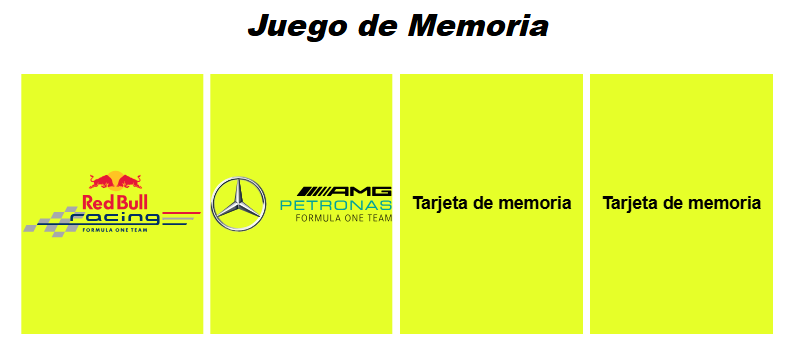 Juego de Memoria
Red Bull
racing
FORMULA ONE TEAM
AMG
PETRONAS
FORMULA ONE TEAM
Tarjeta de memoria
Tarjeta de memoria